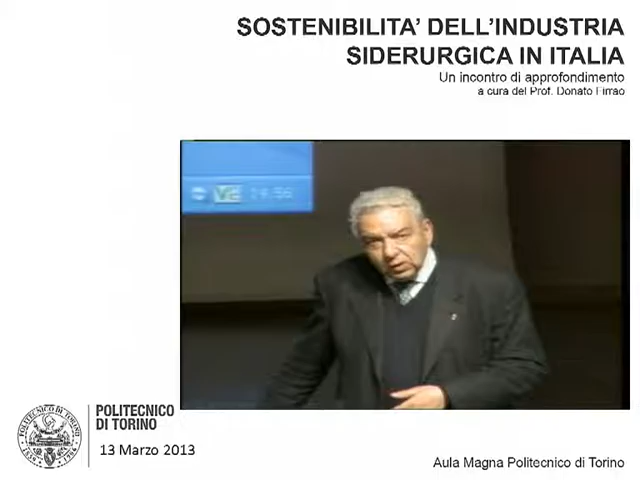 SOSTENIBILITA' DELL'INDUSTRIA
SIDERURGICA IN ITALIA
Un incontro di approfondimento
a cura del Prof. Donato Firrao
POLITECNICO
DI TORINO
13 Marzo 2013
Aula Magna Politecnico di Torino